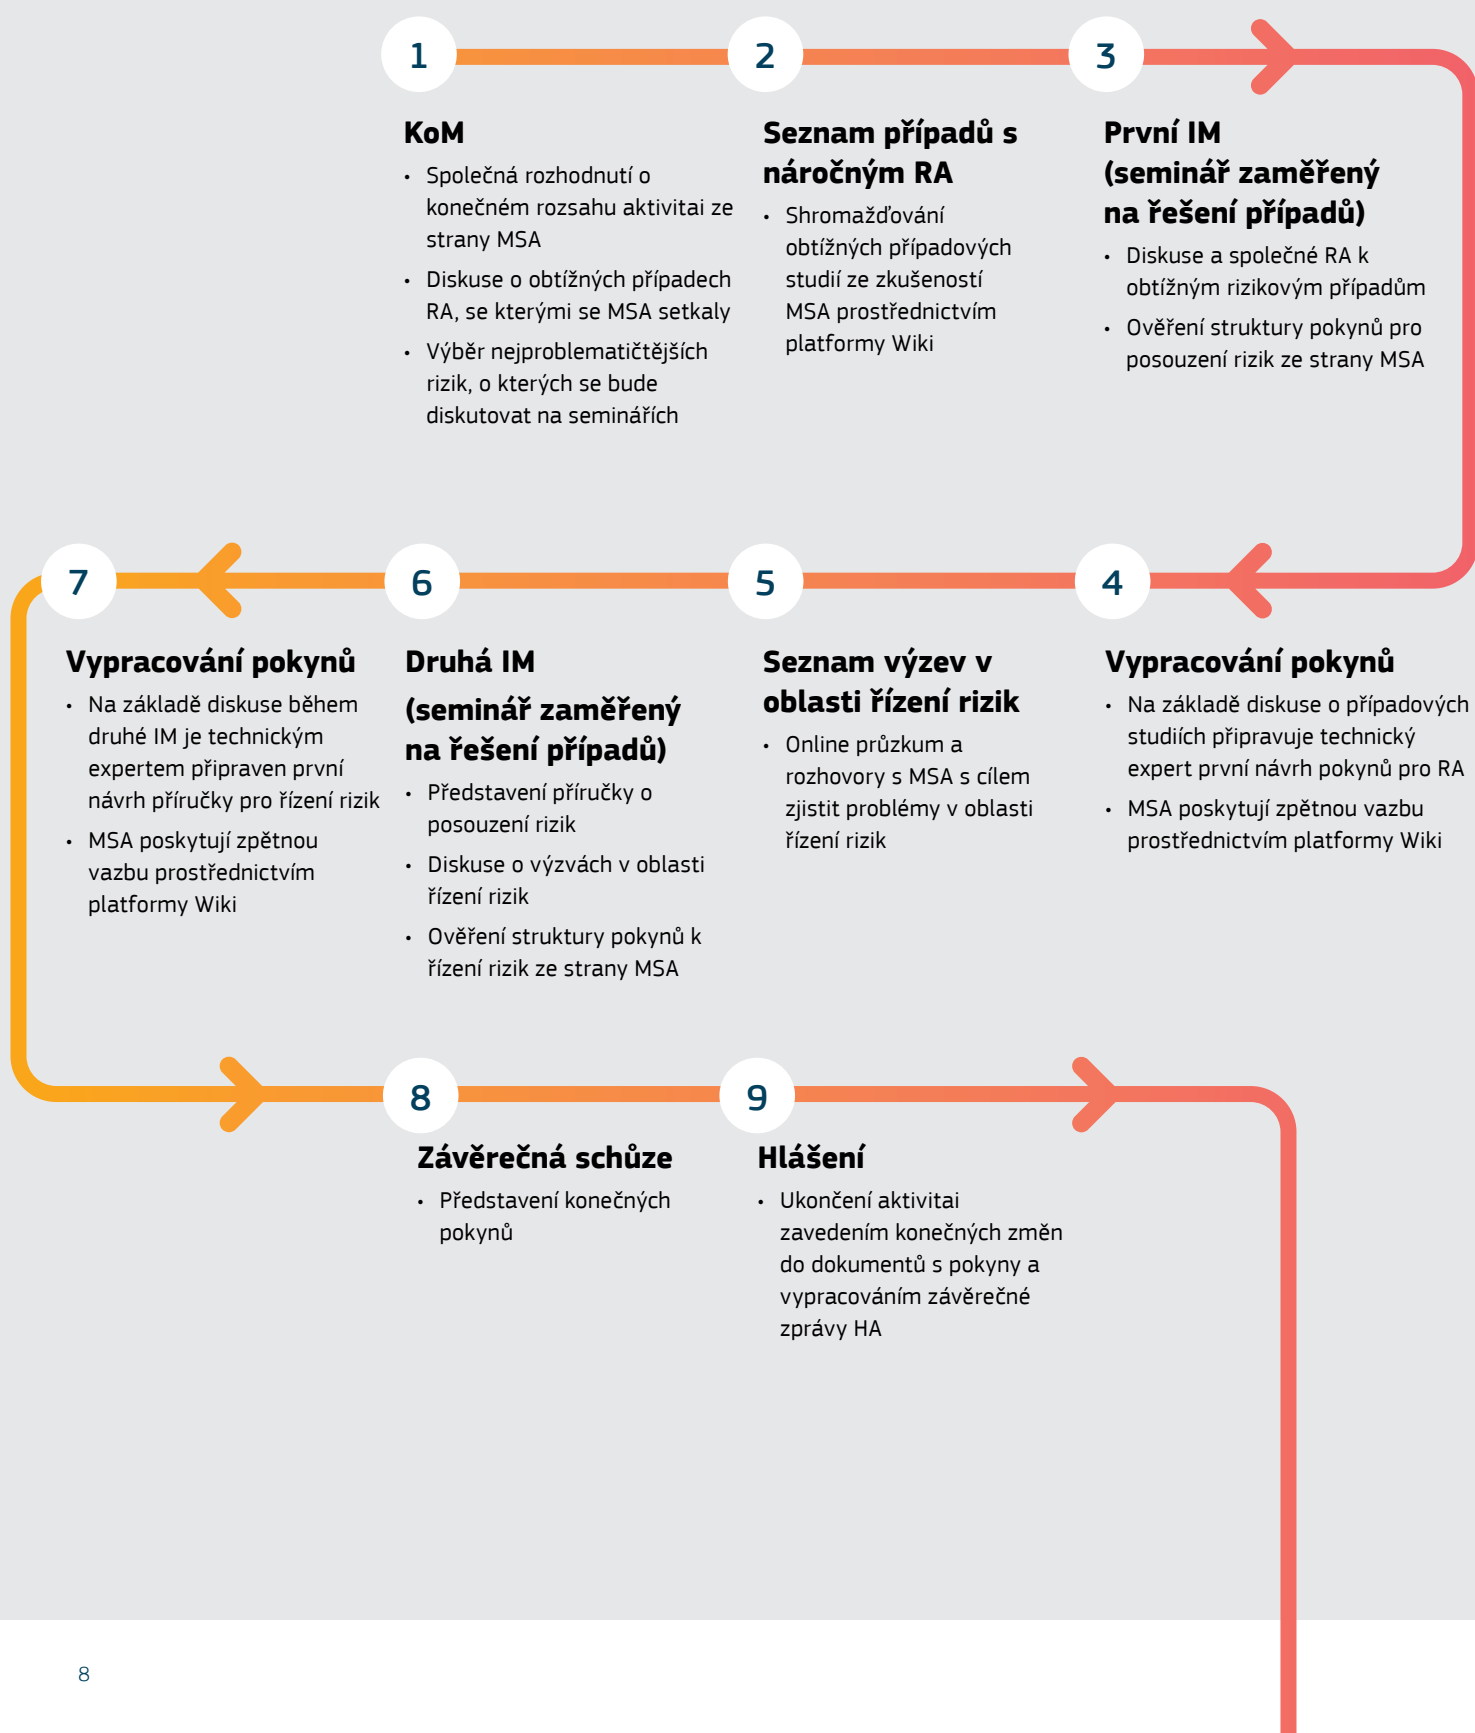 1
KoM
• Společná rozhodnutí o
konečném rozsahu aktivitai ze
strany MSA
• Diskuse o obtížných případech
RA, se kterými se MSA setkaly
• Výběr nejproblematičtějších
rizik, o kterých se bude
diskutovat na seminářích
2
Seznam případů s
náročným RA
• Shromažďování
obtížných případových
studií ze zkušeností
MSA prostřednictvím
platformy Wiki
3
První IM
(seminář zaměřený
na řešení případů)
• Diskuse a společné RA k
obtížným rizikovým případům
• Ověření struktury pokynů pro
posouzení rizik ze strany MSA
4
Vypracování pokynů
• Na základě diskuse o případových
studiích připravuje technický
expert první návrh pokynů pro RA
• MSA poskytují zpětnou vazbu
prostřednictvím platformy Wiki
5
Seznam výzev v
oblasti řízení rizik
• Online průzkum a
rozhovory s MSA s cílem
zjistit problémy v oblasti
řízení rizik
6
Druhá IM
(seminář zaměřený
na řešení případů)
• Představení příručky o
posouzení rizik
• Diskuse o výzvách v oblasti
řízení rizik
• Ověření struktury pokynů k
řízení rizik ze strany MSA
7
Vypracování pokynů
• Na základě diskuse během
druhé IM je technickým
expertem připraven první
návrh příručky pro řízení rizik
• MSA poskytují zpětnou
vazbu prostřednictvím
platformy Wiki
8
Závěrečná schůze
• Představení konečných
pokynů
9
Hlášení
• Ukončení aktivitai
zavedením konečných změn
do dokumentů s pokyny a
vypracováním závěrečné
zprávy HA
8